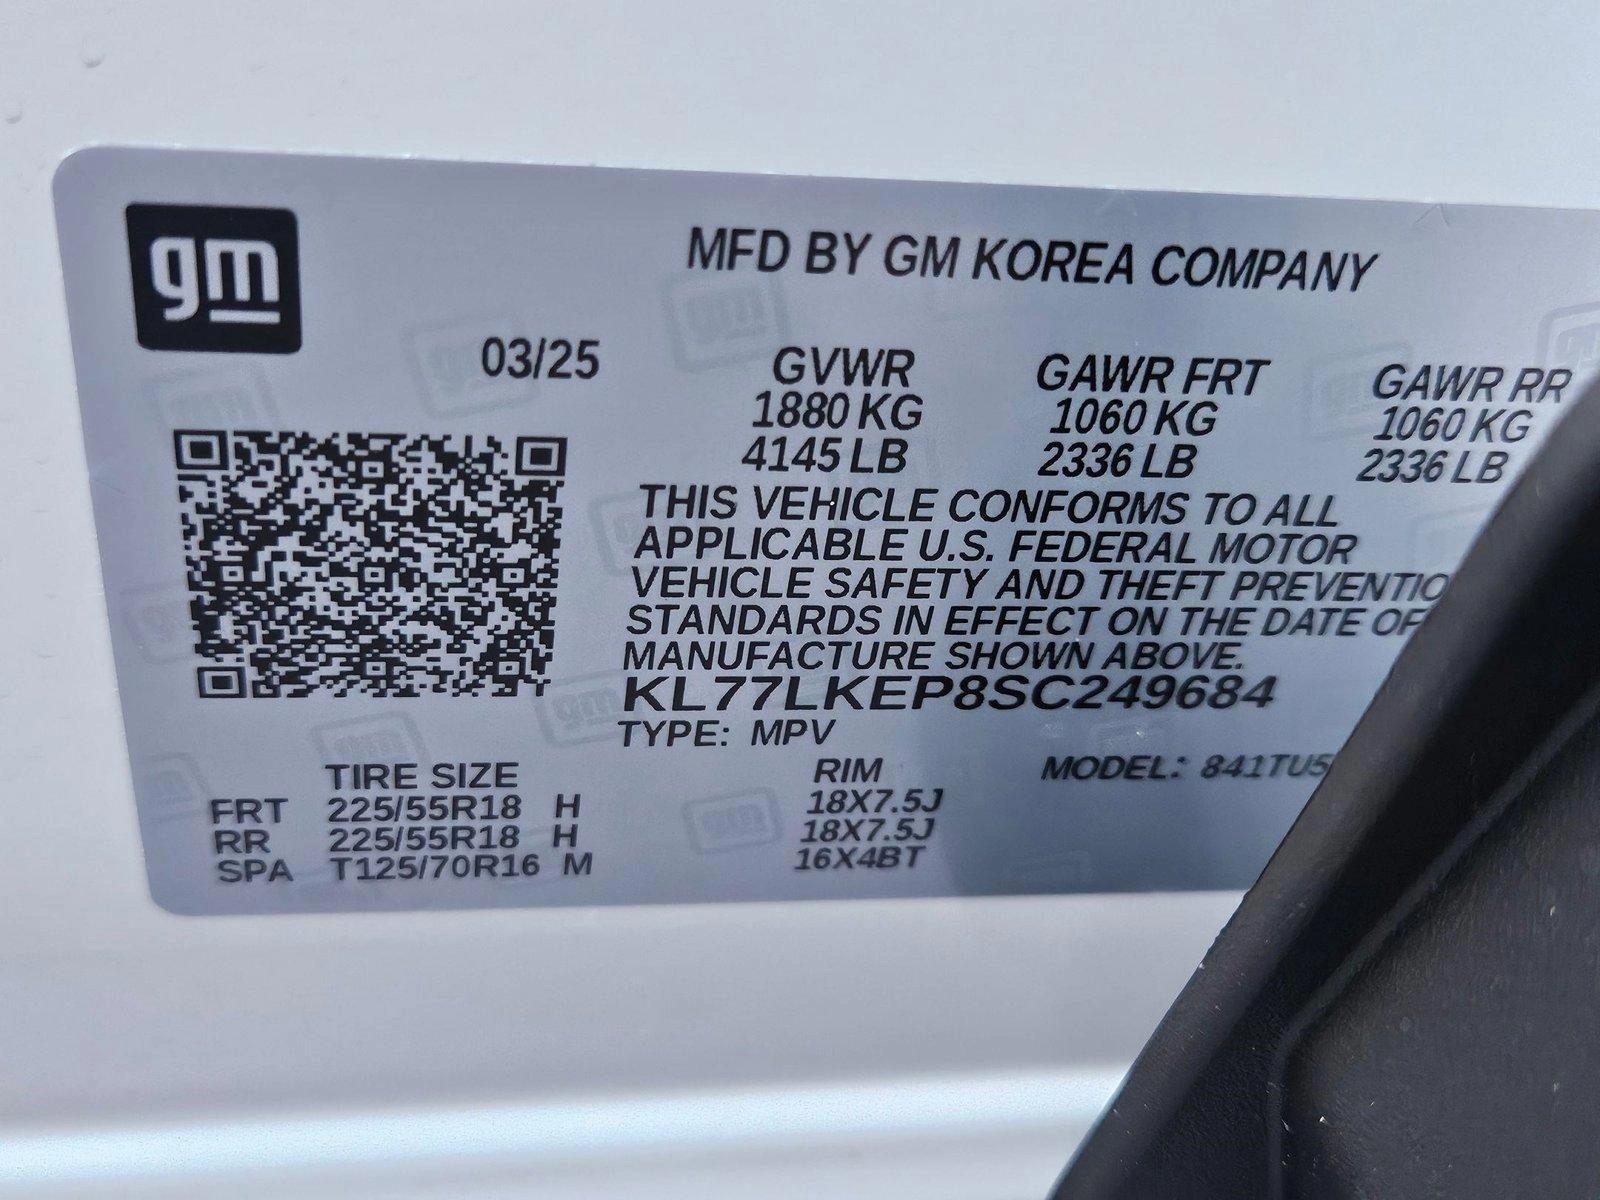 gm
MFD BY GM KOREA COMPANY
03/25
GVWR GAWR FRT GAWR RR
1880 KG 1060 KG 1060 KG
4145 LB 2336 LB 2336 LB
THIS VEHICLE CONFORMS TO ALL
APPLICABLE U.S. FEDERAL MOTOR
VEHICLE SAFETY AND THEFT PREVENTIO
STANDARDS IN EFFECT ON THE DATE OF
MANUFACTURE SHOWN ABOVE.
KL77LKEP8SC249684
TYPE: MPV
TIRE SIZE RIM MODEL: 841TU5
FRT 225/55R18 H 18X7.5J
RR 225/55R18 H 18X7.5J
SPA T125/70R16 M 16X4BT